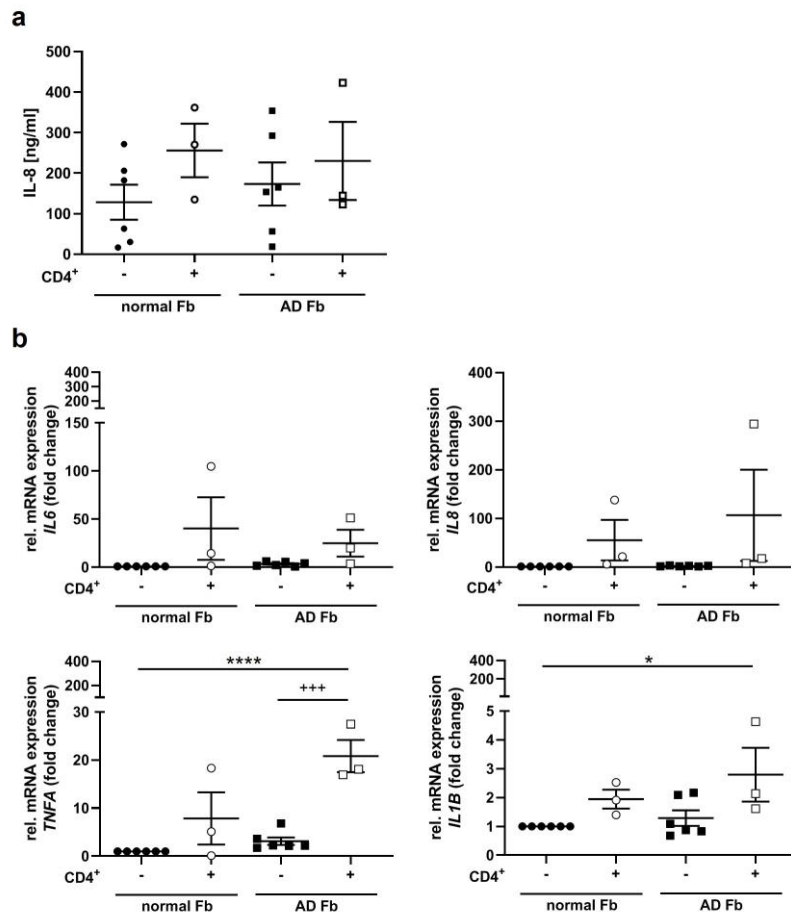 a
500
400
300
200
100
0
IL-8 [ng/ml]
CD4+ - + - +
normal Fb AD Fb
b
400
300
200
150
100
50
0
rel. mRNA expression
IL6 (fold change)
CD4+ - + - +
normal Fb AD Fb
400
300
200
100
0
rel. mRNA expression
IL8 (fold change)
CD4+ - + - +
normal Fb AD Fb
****
+++
400
200
30
20
10
0
rel. mRNA expression
TNFA (fold change)
CD4+ - + - +
normal Fb AD Fb
*
400
200
5
4
3
2
1
0
rel. mRNA expression
IL1B (fold change)
CD4+ - + - +
normal Fb AD Fb